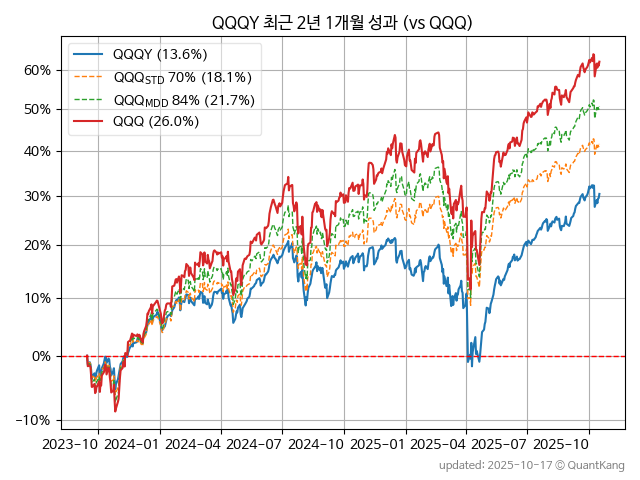 QQQY 최근 2년 1개월 성과 (vs QQQ)
QQQY (13.6%)
QQQSTD 70% (18.1%)
QQQMDD 84% (21.7%)
QQQ (26.0%)
60%
50%
40%
30%
20%
10%
0%
−10%
2023-10 2024-01 2024-04 2024-07 2024-10 2025-01 2025-04 2025-07 2025-10
updated: 2025-10-17 © QuantKang